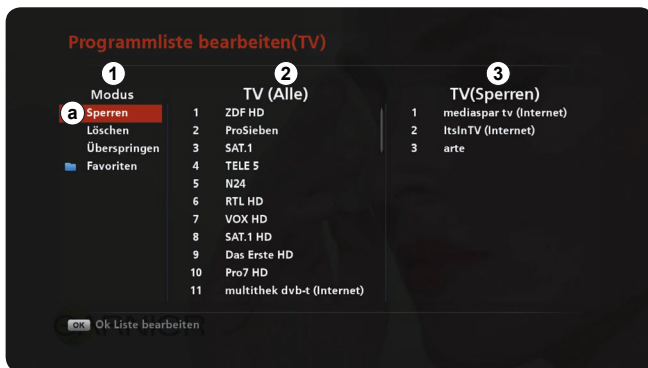 Programmliste bearbeiten(TV)
1
2
3
Modus
TV (Alle)
TV(Sperren)
a
Sperren
Löschen
Überspringen
Favoriten
1 ZDF HD
2 ProSieben
3 SAT.1
4 TELE 5
5 N24
6 RTL HD
7 VOX HD
8 SAT.1 HD
9 Das Erste HD
10 Pro7 HD
11 multithek dvb-t (Internet)
1 mediaspar tv (Internet)
2 ItsInTV (Internet)
3 arte
OK Ok Liste bearbeiten
GARNIER